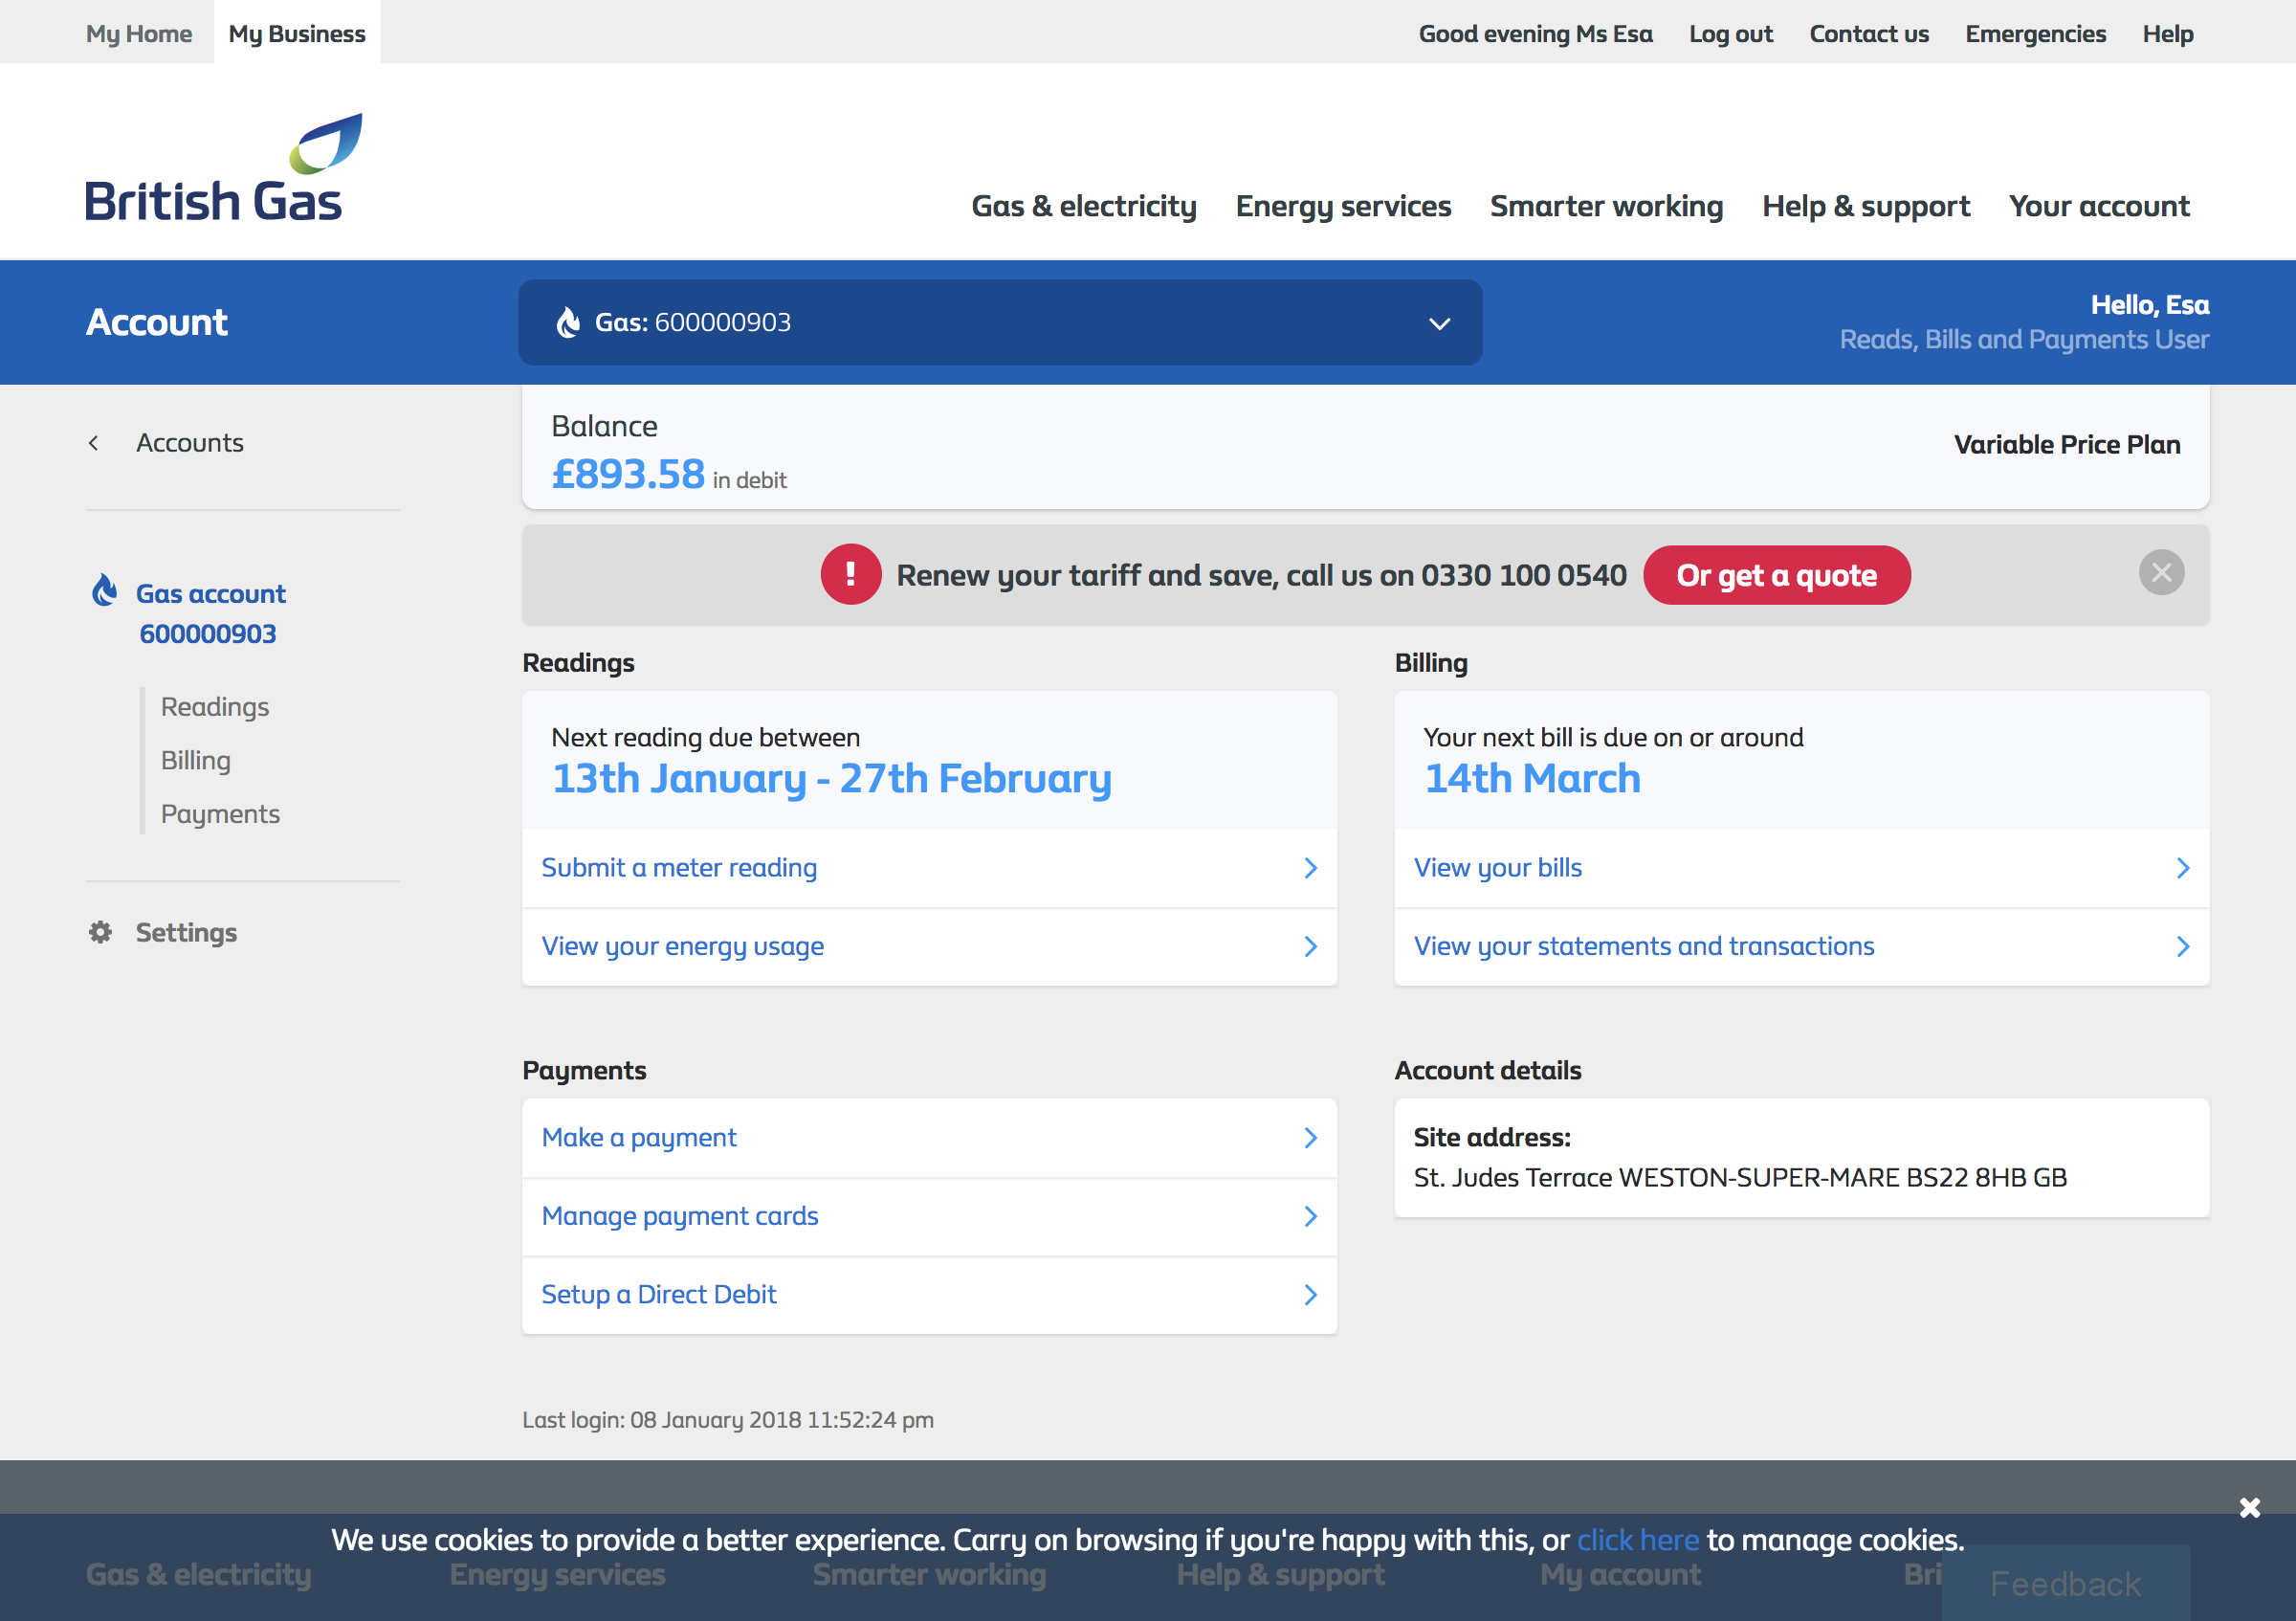 My Home
My Business
Good evening Ms Esa
Log out
Contact us
Emergencies
Help
British Gas
Gas & electricity
Energy services
Smarter working
Help & support
Your account
Account
Gas: 600000903
Hello, Esa
Reads, Bills and Payments User
Accounts
Balance
£893.58 in debit
Variable Price Plan
! Renew your tariff and save, call us on 0330 100 0540
Or get a quote
Gas account
600000903
Readings
Billing
Payments
Settings
Readings
Next reading due between
13th January - 27th February
Submit a meter reading
View your energy usage
Billing
Your next bill is due on or around
14th March
View your bills
View your statements and transactions
Payments
Make a payment
Manage payment cards
Setup a Direct Debit
Account details
Site address:
St. Judes Terrace WESTON-SUPER-MARE BS22 8HB GB
Last login: 08 January 2018 11:52:24 pm
We use cookies to provide a better experience. Carry on browsing if you're happy with this, or click here to manage cookies.
Gas & electricity
Energy services
Smarter working
Help & support
My account
Bri
Feedback